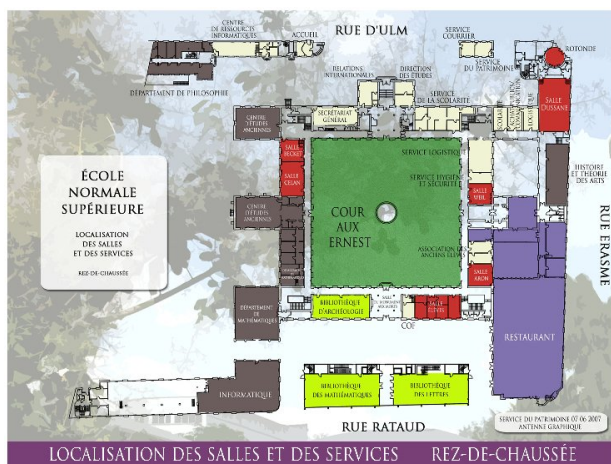 RUE D'ULM
CENTRE
DE RESSOURCES
INFORMATIQUES
ACCUEIL
SERVICE
COURRIER
ROTONDE
SERVICE
DU PATRIMOINE
RELATIONS
INTERNATIONALES
DIRECTION
DES ÉTUDES
DÉPARTEMENT DE PHILOSOPHIE
SERVICE
DE LA SCOLARITÉ
SALLE
DUSSANE
CENTRE
D'ÉTUDES
ANCIENNES
SECRÉTARIAT
GÉNÉRAL
LOGISTIQUE
SALLE
BECKET
SERVICE LOGISTIQUE
HISTOIRE
ET THÉORIE
DES ARTS
SALLE
CELAN
SERVICE HYGIÈNE
ET SÉCURITÉ
SALLE
WEIL
ÉCOLE
NORMALE
SUPÉRIEURE
LOCALISATION
DES SALLES
ET DES SERVICES
REZ-DE-CHAUSSÉE
CENTRE
D'ÉTUDES
ANCIENNES
COUR
AUX
ERNEST
RUE ERASME
ASSOCIATION DES
ANCIENS ÉLÈVES
SALLE
ARON
DÉPARTEMENT
DE
MATHÉMATIQUES
BIBLIOTHÈQUE
D'ARCHÉOLOGIE
SALLE
ÉLÈVES
COF
RESTAURANT
INFORMATIQUE
BIBLIOTHÈQUE
DES MATHÉMATIQUES
BIBLIOTHÈQUE
DES LETTRES
RUE RATAUD
SERVICE DU PATRIMOINE 07 06 2007
ANTENNE GRAPHIQUE
LOCALISATION DES SALLES ET DES SERVICES REZ-DE-CHAUSSÉE